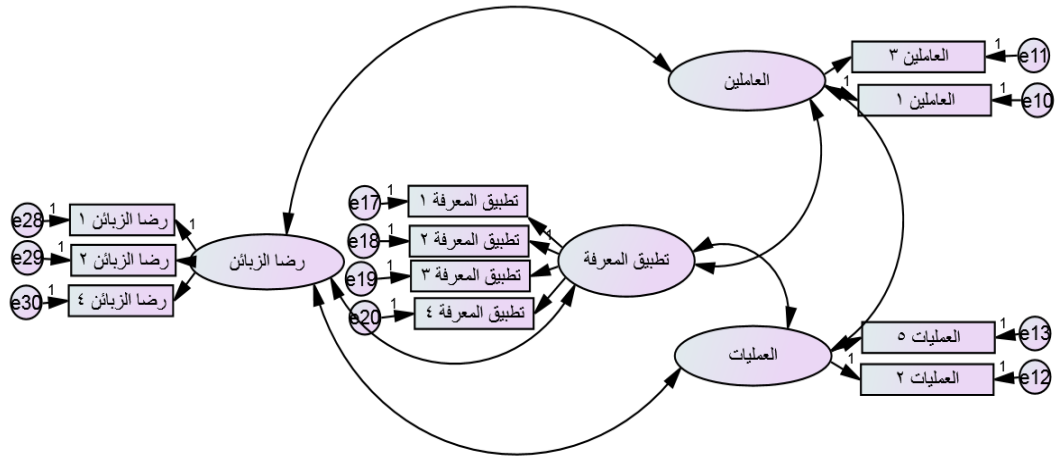 العاملين
العاملين ٣
1
e11
العاملين ١
1
e10
1
رضا الزبائن
رضا الزبائن ١
1
e28
رضا الزبائن ٢
1
e29
رضا الزبائن ٤
1
e30
1
تطبيق المعرفة
تطبيق المعرفة ١
1
e17
تطبيق المعرفة ٢
1
e18
تطبيق المعرفة ٣
1
e19
تطبيق المعرفة ٤
1
e20
1
العمليات
العمليات ٥
1
e13
العمليات ٢
1
e12
1